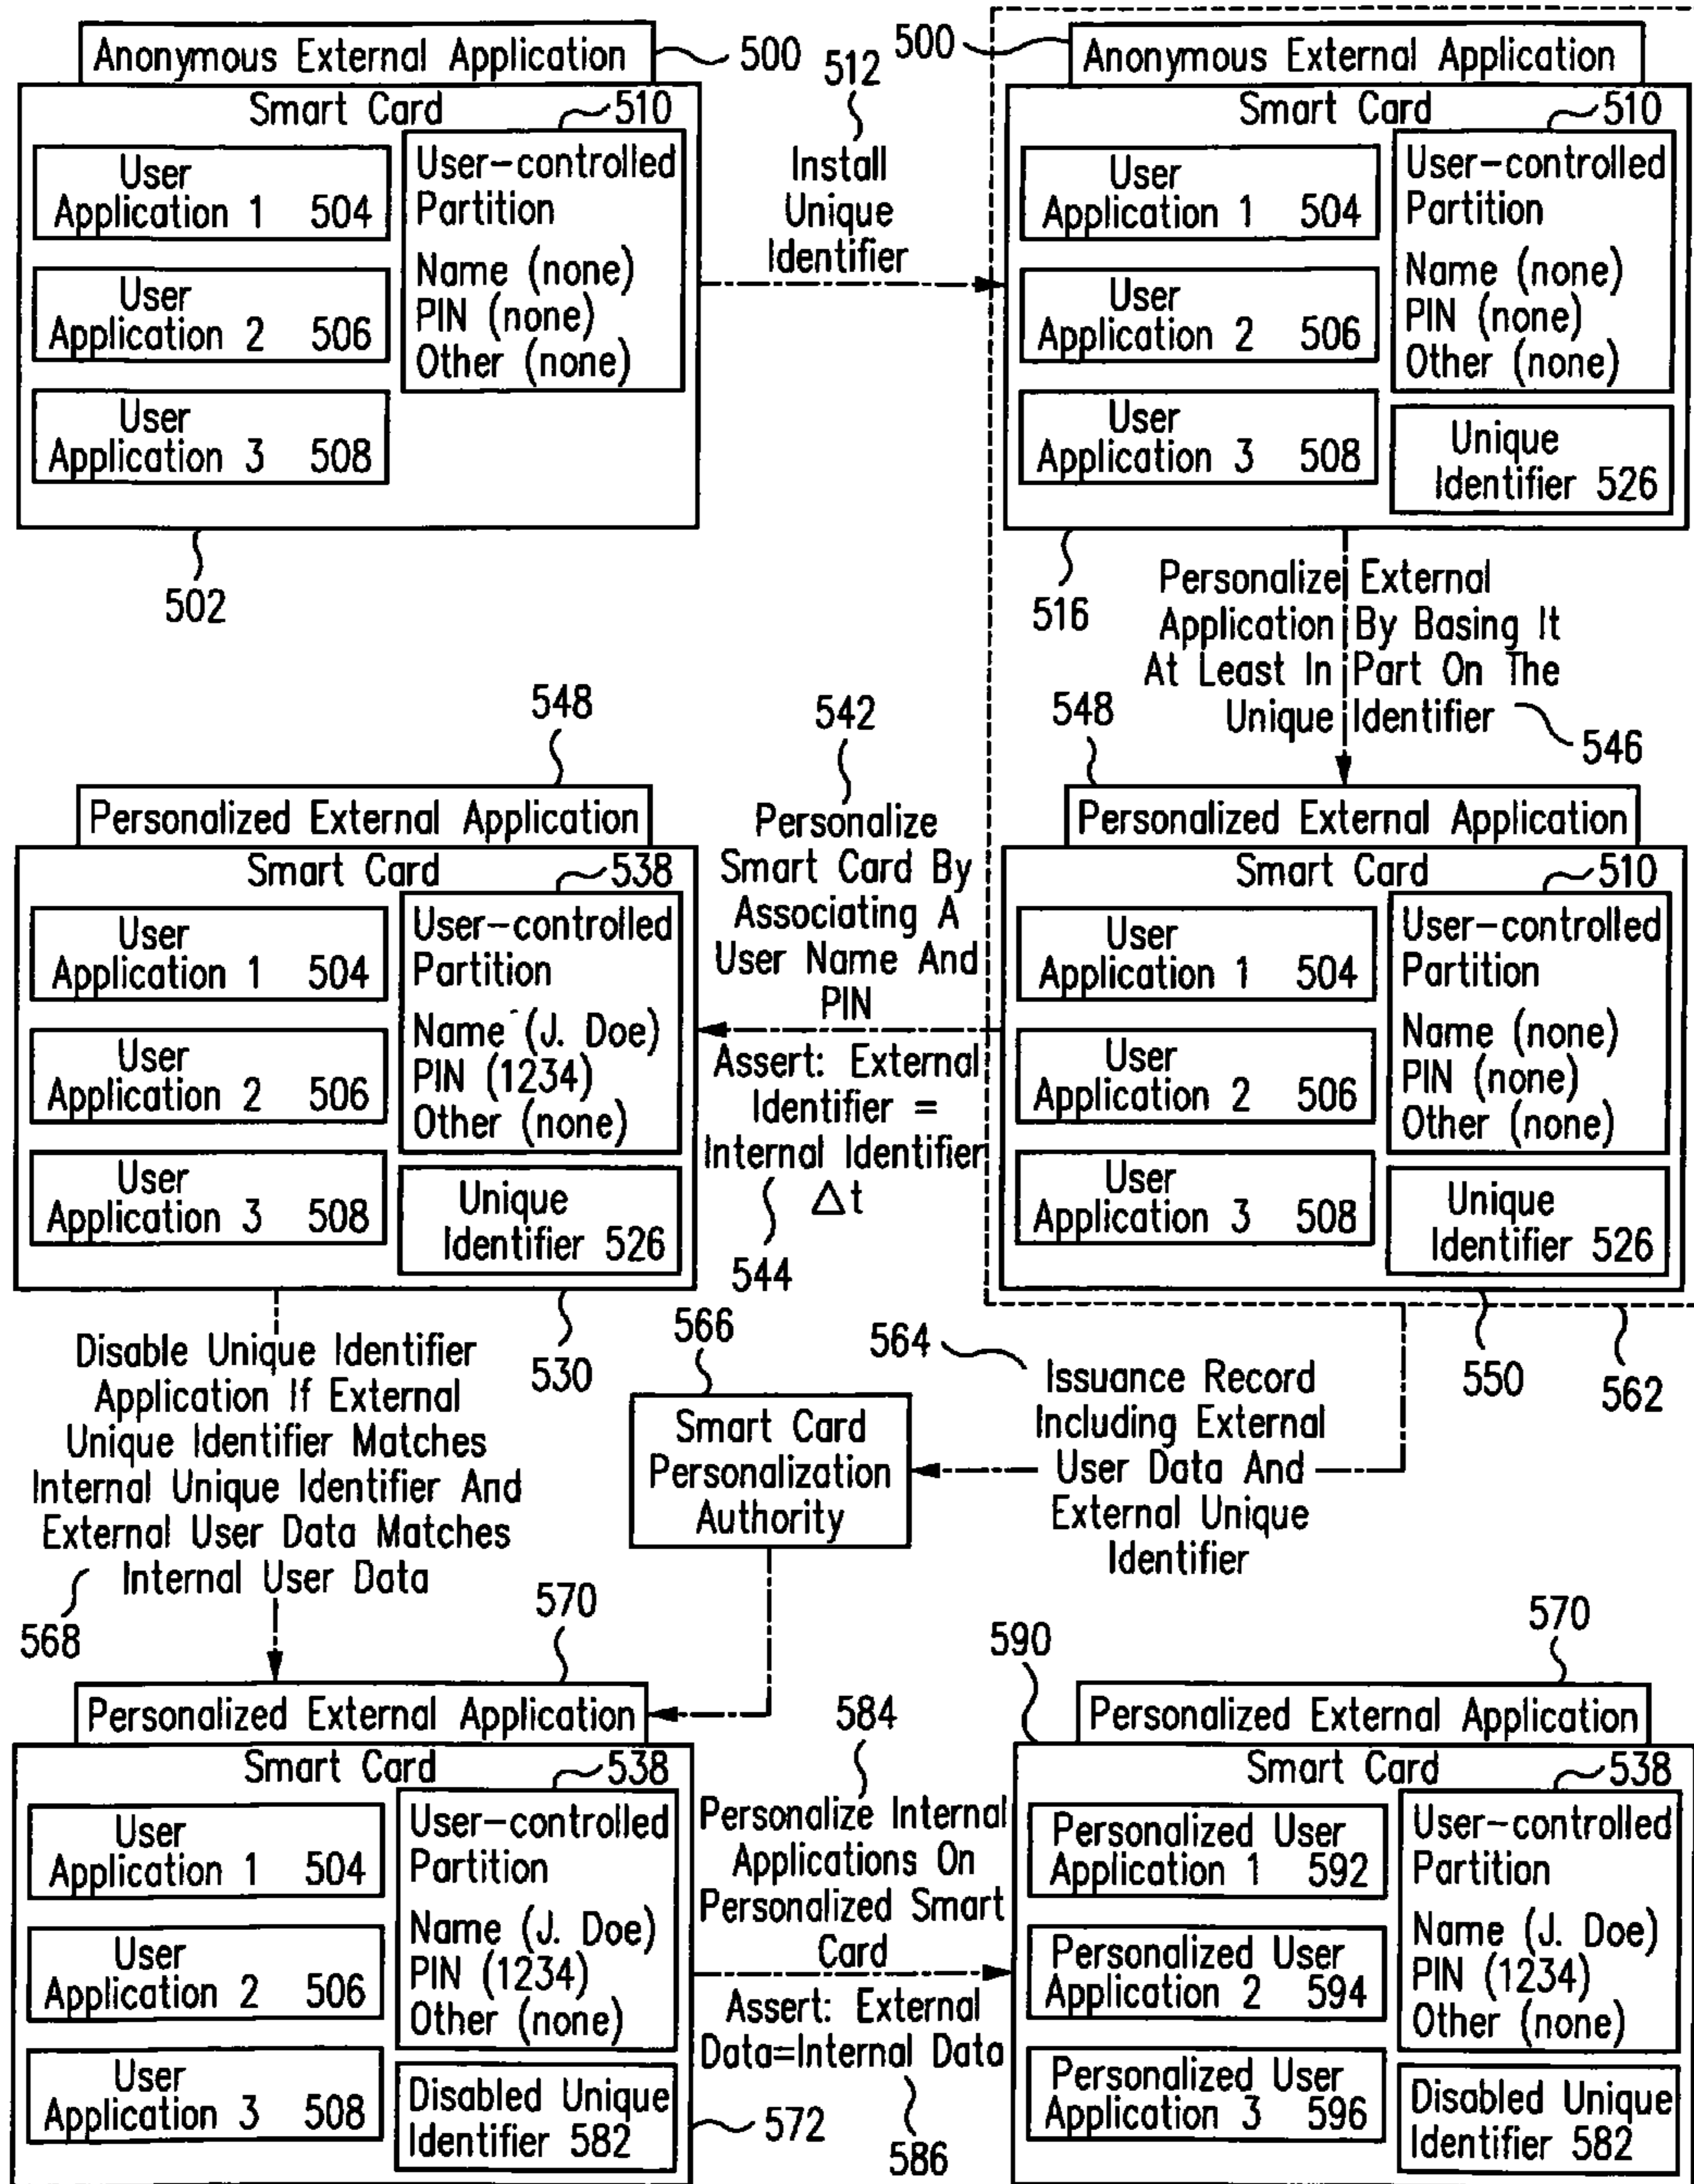 Anonymous External Application
500
Smart Card
510
User
Application 1 504
User
Application 2 506
User
Application 3 508
User-controlled
Partition
Name (none)
PIN (none)
Other (none)
502
512
Install
Unique
Identifier
500
Anonymous External Application
Smart Card
510
User
Application 1 504
User
Application 2 506
User
Application 3 508
User-controlled
Partition
Name (none)
PIN (none)
Other (none)
Unique
Identifier 526
516
Personalize External
Application By Basing It
At Least In Part On The
Unique Identifier
546
548
Personalized External Application
Smart Card
510
User
Application 1 504
User
Application 2 506
User
Application 3 508
User-controlled
Partition
Name (none)
PIN (none)
Other (none)
Unique
Identifier 526
550
562
542
Personalize
Smart Card By
Associating A
User Name And
PIN
Assert: External
Identifier =
Internal Identifier
Δt
544
548
Personalized External Application
Smart Card
538
User
Application 1 504
User
Application 2 506
User
Application 3 508
User-controlled
Partition
Name (J. Doe)
PIN (1234)
Other (none)
Unique
Identifier 526
530
Disable Unique Identifier
Application If External
Unique Identifier Matches
Internal Unique Identifier And
External User Data Matches
Internal User Data
568
566
Smart Card
Personalization
Authority
564
Issuance Record
Including External
User Data And
External Unique
Identifier
570
Personalized External Application
Smart Card
538
User
Application 1 504
User
Application 2 506
User
Application 3 508
User-controlled
Partition
Name (J. Doe)
PIN (1234)
Other (none)
Disabled Unique
Identifier 582
572
584
Personalize Internal
Applications On
Personalized Smart
Card
Assert: External
Data=Internal Data
586
590
570
Personalized External Application
Smart Card
538
Personalized User
Application 1 592
Personalized User
Application 2 594
Personalized User
Application 3 596
User-controlled
Partition
Name (J. Doe)
PIN (1234)
Other (none)
Disabled Unique
Identifier 582